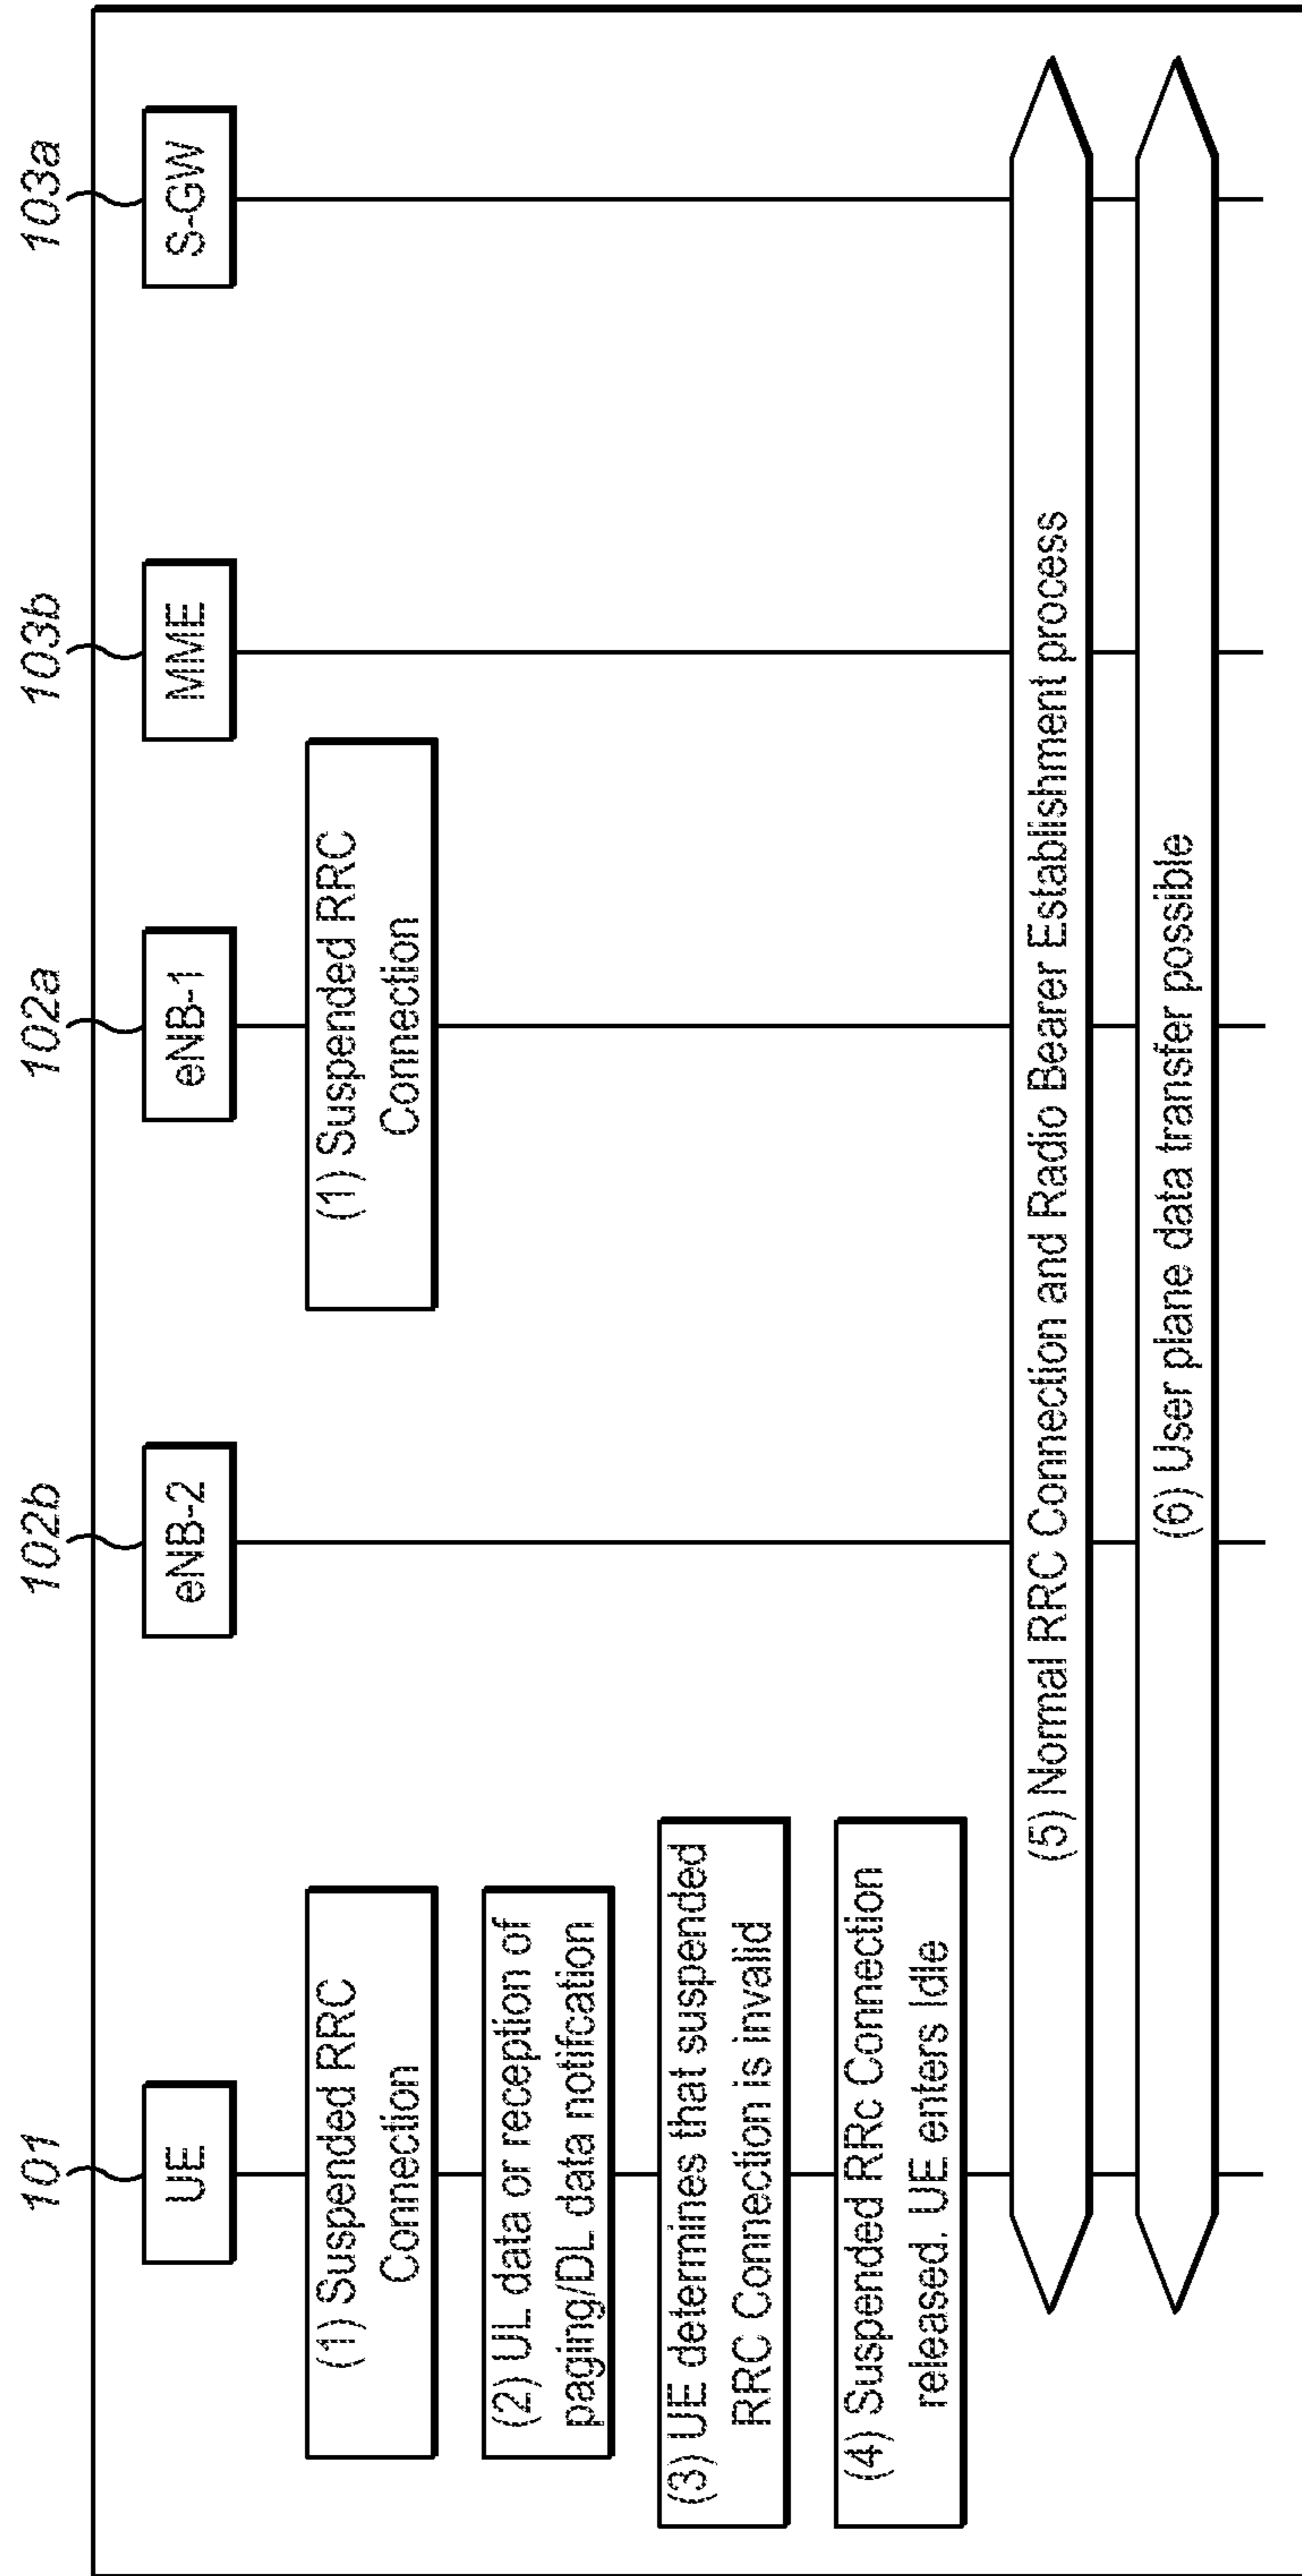 101
102b
102a
103b
103a
UE
eNB-2
eNB-1
MME
S-GW
(1) Suspended RRC
Connection
(1) Suspended RRC
Connection
(2) UL data or reception of
paging/DL data notifcation
(3) UE determines that suspended
RRC Connection is invalid
(4) Suspended RRc Connection
released. UE enters Idle
(5) Normal RRC Connection and Radio Bearer Establishment process
(6) User plane data transfer possible